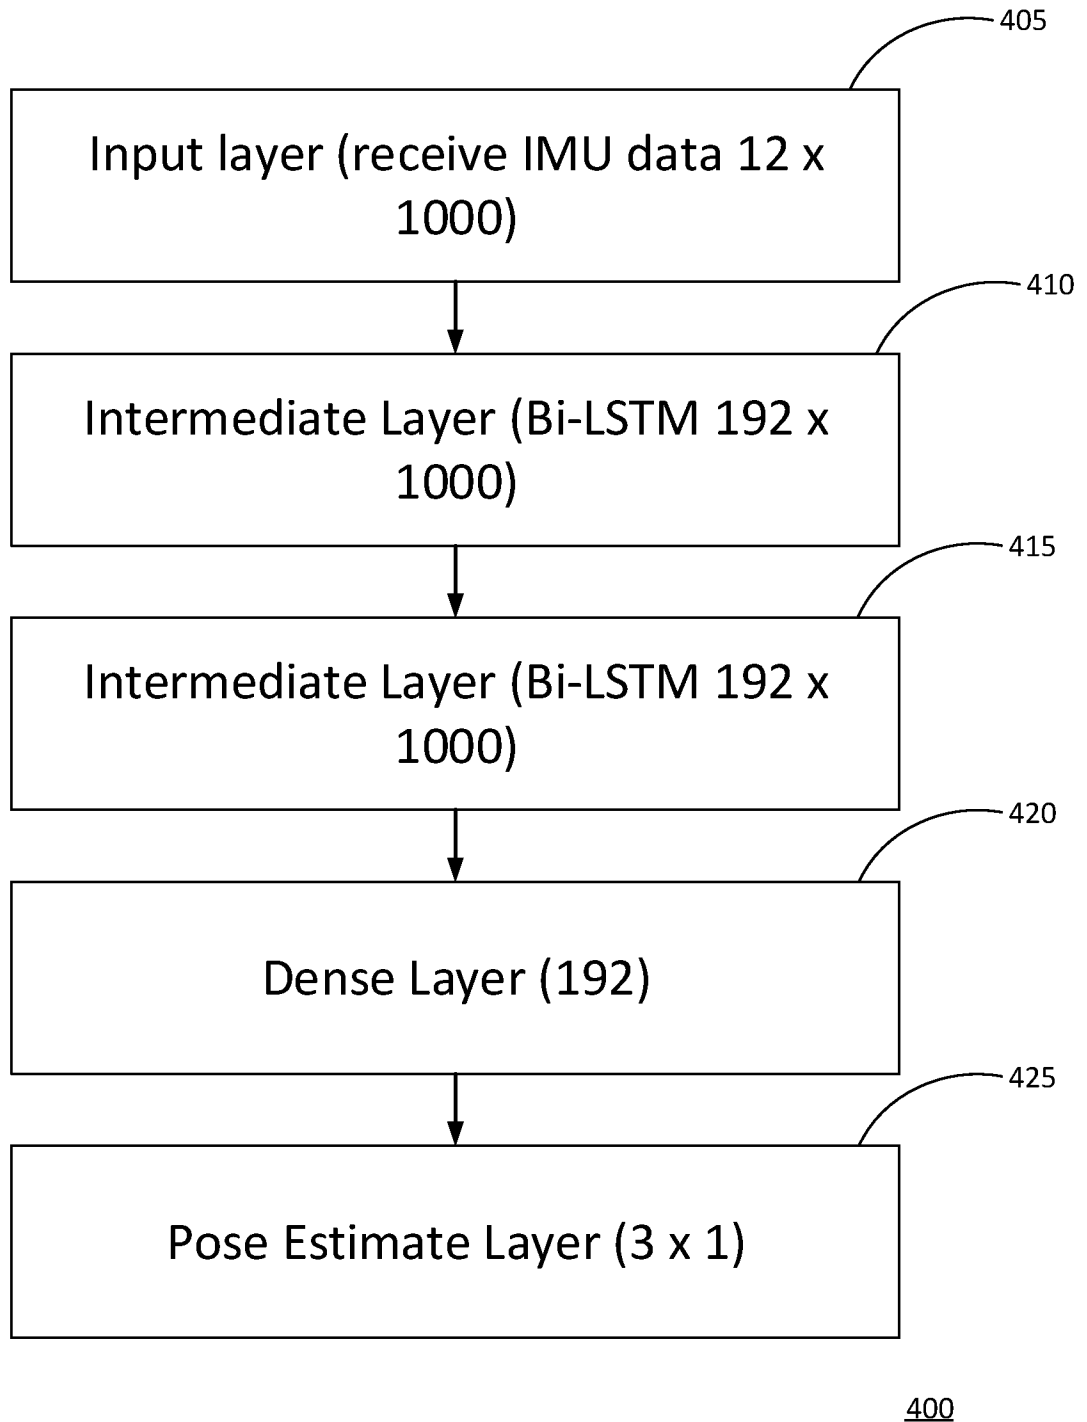 405
Input layer (receive IMU data 12 x
1000)
410
Intermediate Layer (Bi-LSTM 192 x
1000)
415
Intermediate Layer (Bi-LSTM 192 x
1000)
420
Dense Layer (192)
425
Pose Estimate Layer (3 x 1)
400